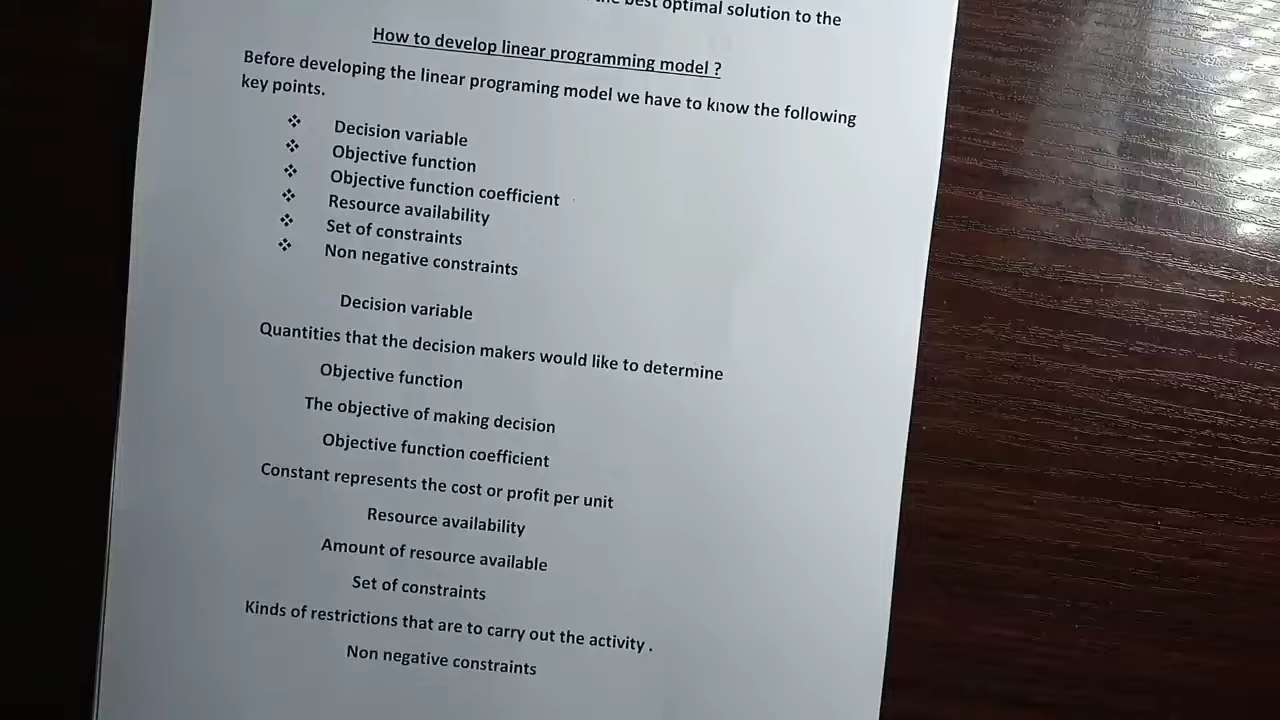 best optimal solution to the
How to develop linear programming model ?
Before developing the linear programing model we have to know the following
key points.
❖ Decision variable
❖ Objective function
❖ Objective function coefficient
❖ Resource availability
❖ Set of constraints
❖ Non negative constraints
Decision variable
Quantities that the decision makers would like to determine
Objective function
The objective of making decision
Objective function coefficient
Constant represents the cost or profit per unit
Resource availability
Amount of resource available
Set of constraints
Kinds of restrictions that are to carry out the activity .
Non negative constraints